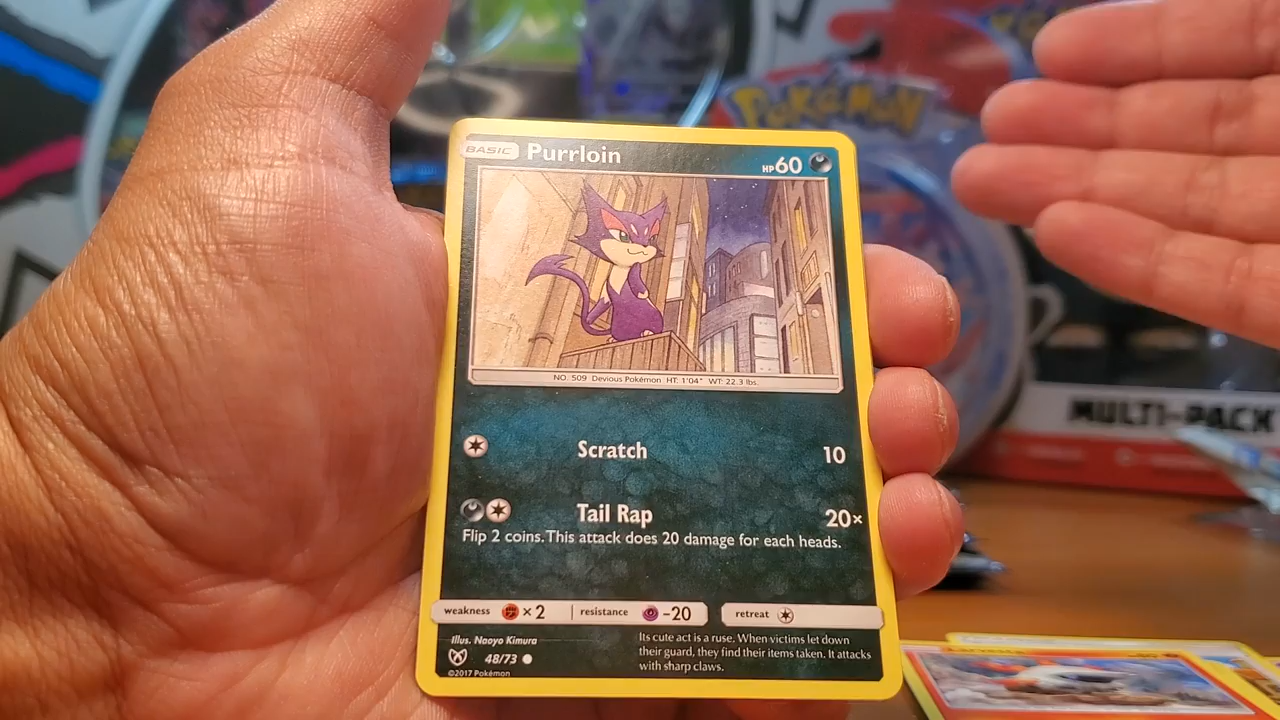 POKÉMON
BASIC Purrloin HP 60
NO. 509 Devious Pokémon HT: 1'04" WT: 22.3 lbs.
Scratch 10
Tail Rap 20×
Flip 2 coins. This attack does 20 damage for each heads.
weakness ×2 resistance -20 retreat
Illus. Naoyo Kimura
48/73
©2017 Pokémon
Its cute act is a ruse. When victims let down
their guard, they find their items taken. It attacks
with sharp claws.
MULTI-PACK